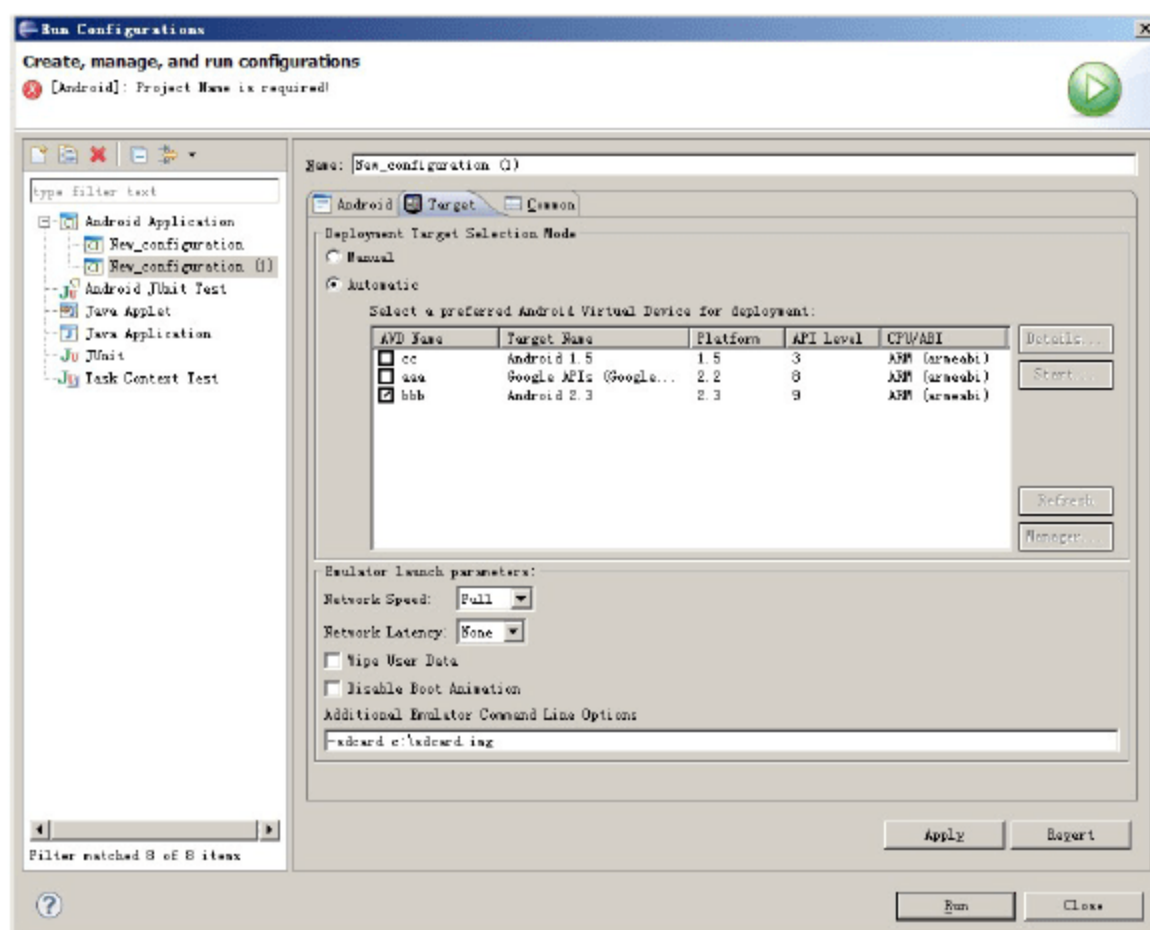 Run Configurations
Create, manage, and run configurations
[Android]: Project Name is required!
type filter text
Android Application
New_configuration
New_configuration (1)
Android JUnit Test
Java Applet
Java Application
JUnit
Task Context Test
Filter matched 8 of 8 items
Name: New_configuration (1)
Android Target Common
Deployment Target Selection Mode
Manual
Automatic
Select a preferred Android Virtual Device for deployment:
AVD Name Target Name Platform API Level CPU/ABI
cc Android 1.5 1.5 3 ARM (armeabi)
aaa Google APIs (Google... 2.2 8 ARM (armeabi)
bbb Android 2.3 2.3 9 ARM (armeabi)
Details...
Start...
Refresh
Manager...
Emulator launch parameters:
Network Speed: Full
Network Latency: None
Wipe User Data
Disable Boot Animation
Additional Emulator Command Line Options
-sdcard c:\sdcard.img
Apply Revert
Run Close